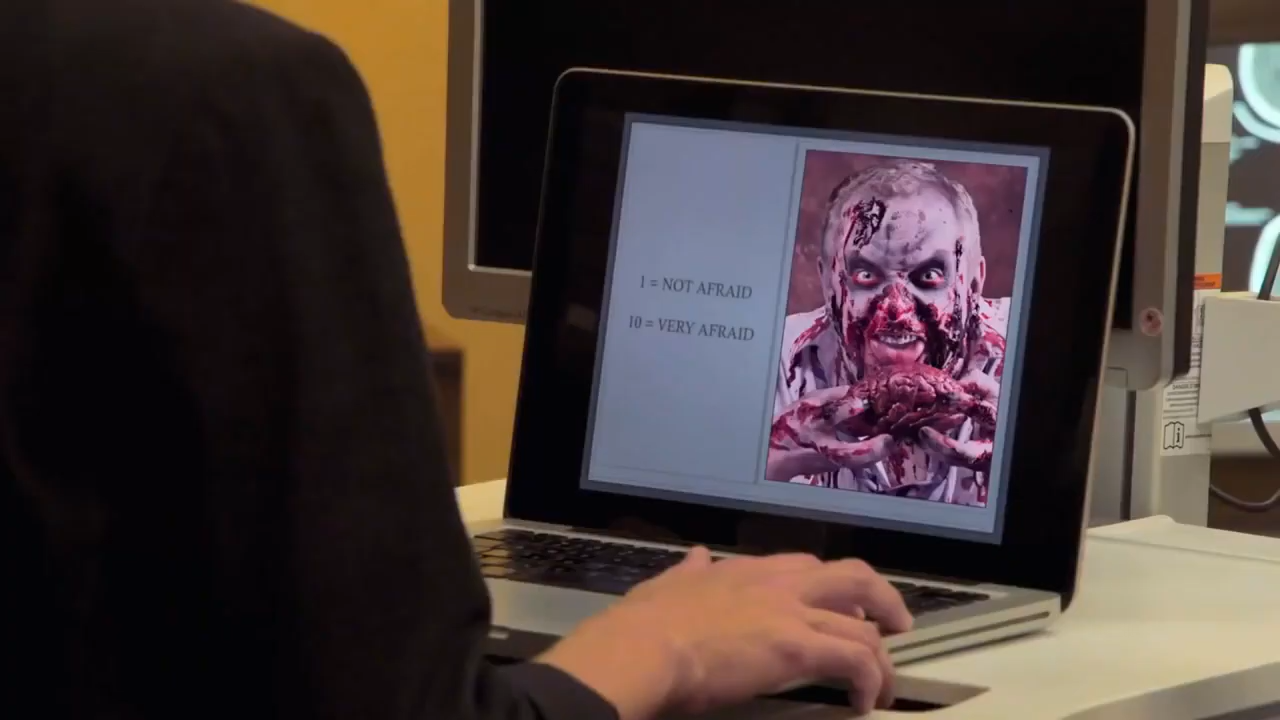 1 = NOT AFRAID
10 = VERY AFRAID